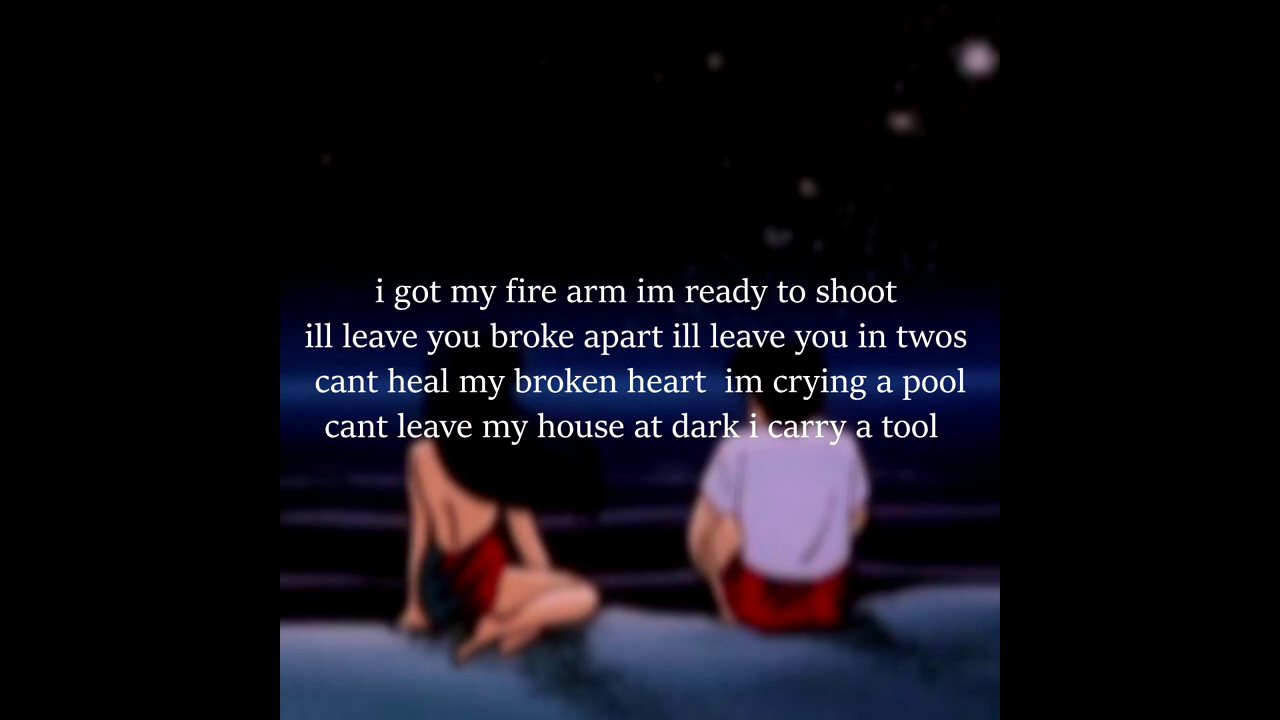 i got my fire arm im ready to shoot
ill leave you broke apart ill leave you in twos
cant heal my broken heart  im crying a pool
cant leave my house at dark i carry a tool